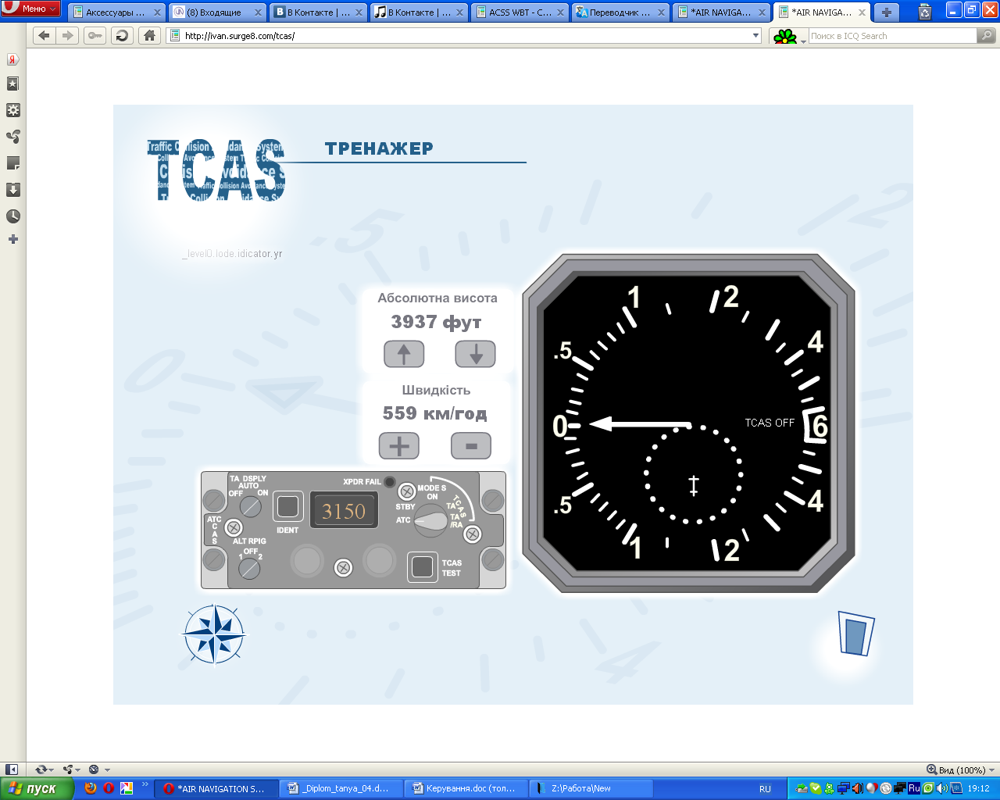 Меню
Аксессуары ...
(8) Входящие
В Контакте | ...
В Контакте | ...
ACSS WBT - C...
Переводчик ...
*AIR NAVIGA...
*AIR NAVIGA...
http://ivan.surge8.com/tcas/
Поиск в ICQ Search
TCAS
ТРЕНАЖЕР
_level0.lode.idicator.yr
Абсолютна висота
3937 фут
Швидкість
559 км/год
+ -
1 2
.5 4
0 TCAS OFF 6
.5 4
1 2
TA DSPLY
AUTO
OFF ON
XPDR FAIL
MODE S
ON
STBY
ATC
TA
TA
/RA
TCAS
3150
IDENT
ATC
C
A
S
ALT RPIG
OFF
1 2
TCAS
TEST
Вид (100%)
пуск
*AIR NAVIGATION S...
_Diplom_tanya_04.d...
Керування.doc (тол...
Z:\Работа\New
RU
Ru
19:12